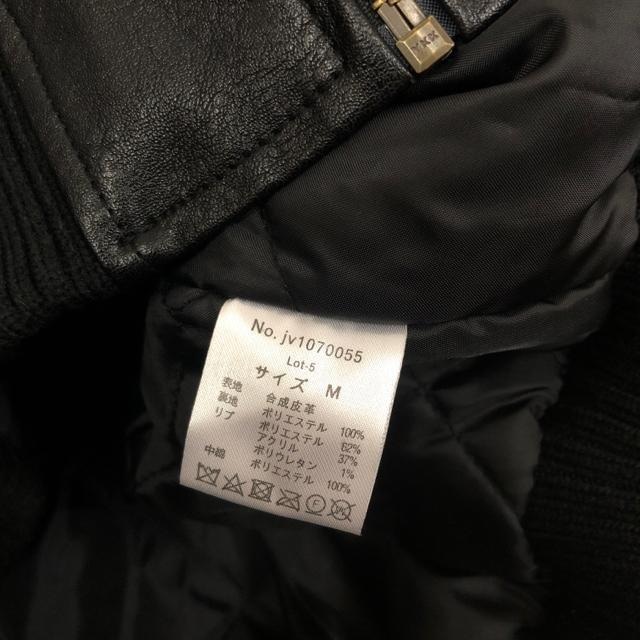 YKK
No. jv1070055
Lot-5
サイズ M
表地 合成皮革
裏地 ポリエステル 100%
リブ ポリエステル 62%
アクリル 37%
ポリウレタン 1%
中綿 ポリエステル 100%